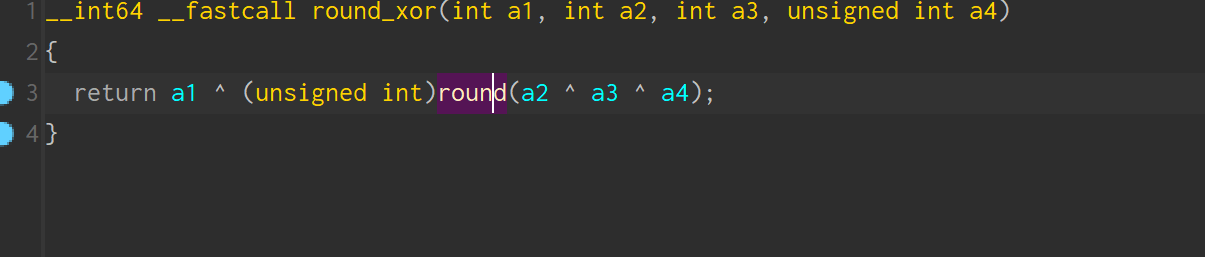 1 __int64 __fastcall round_xor(int a1, int a2, int a3, unsigned int a4)
2 {
3   return a1 ^ (unsigned int)round(a2 ^ a3 ^ a4);
4 }